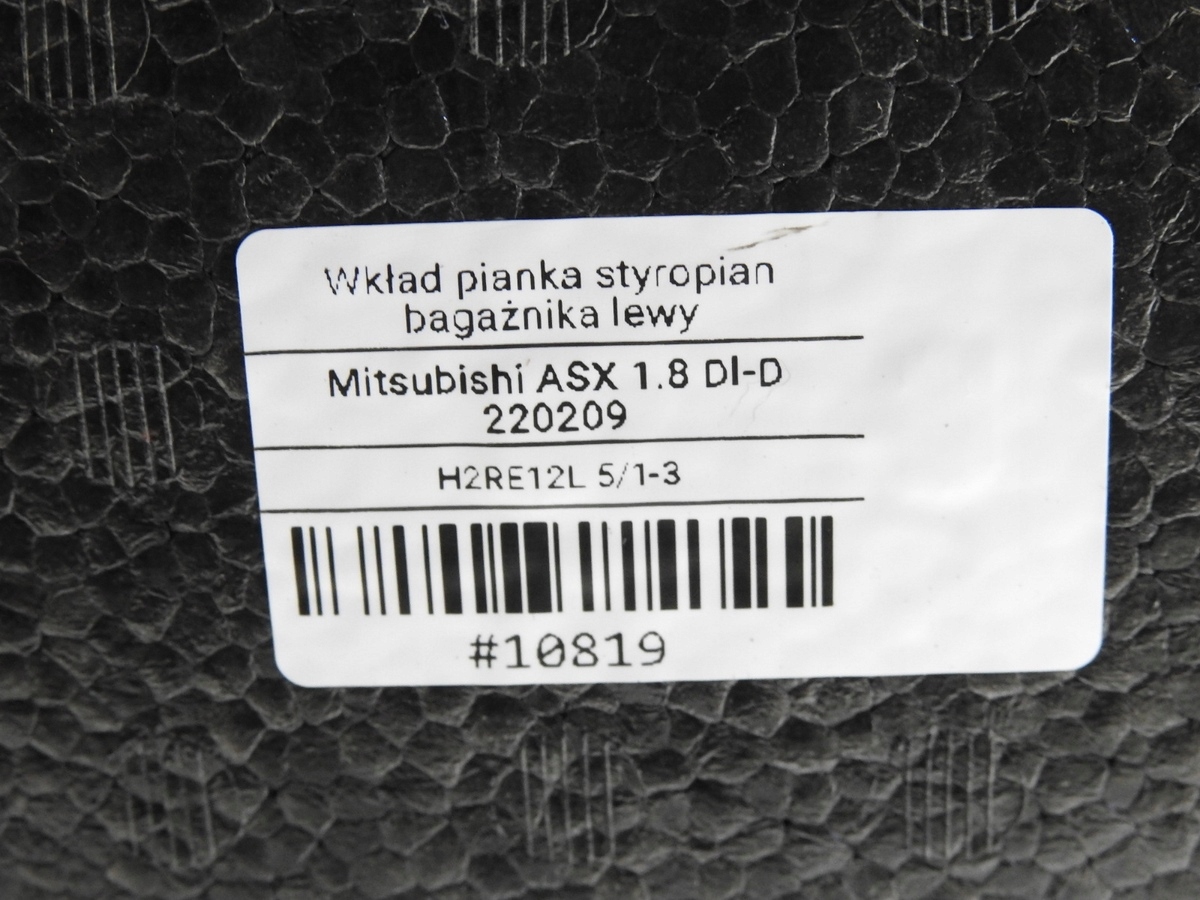 Wkład pianka styropian
bagażnika lewy
Mitsubishi ASX 1.8 DI-D
220209
H2RE12L 5/1-3
#10819